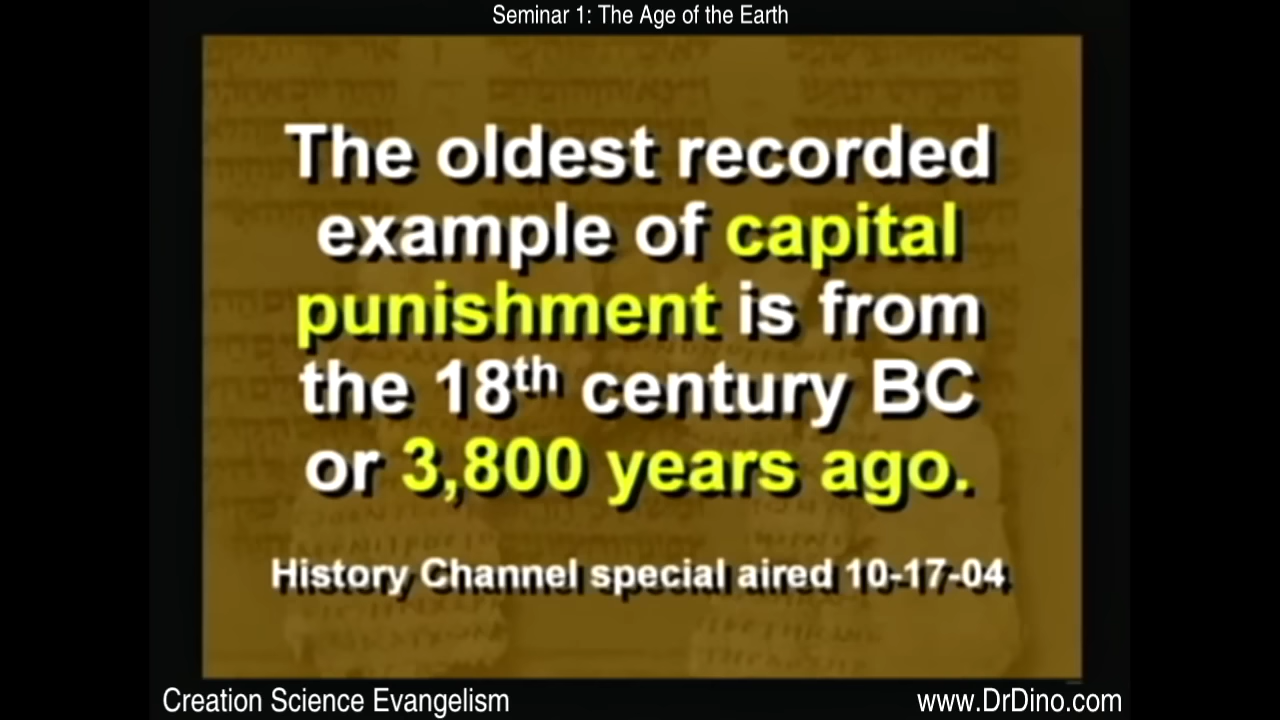 Seminar 1: The Age of the Earth
The oldest recorded
example of capital
punishment is from
the 18th century BC
or 3,800 years ago.
History Channel special aired 10-17-04
Creation Science Evangelism
www.DrDino.com